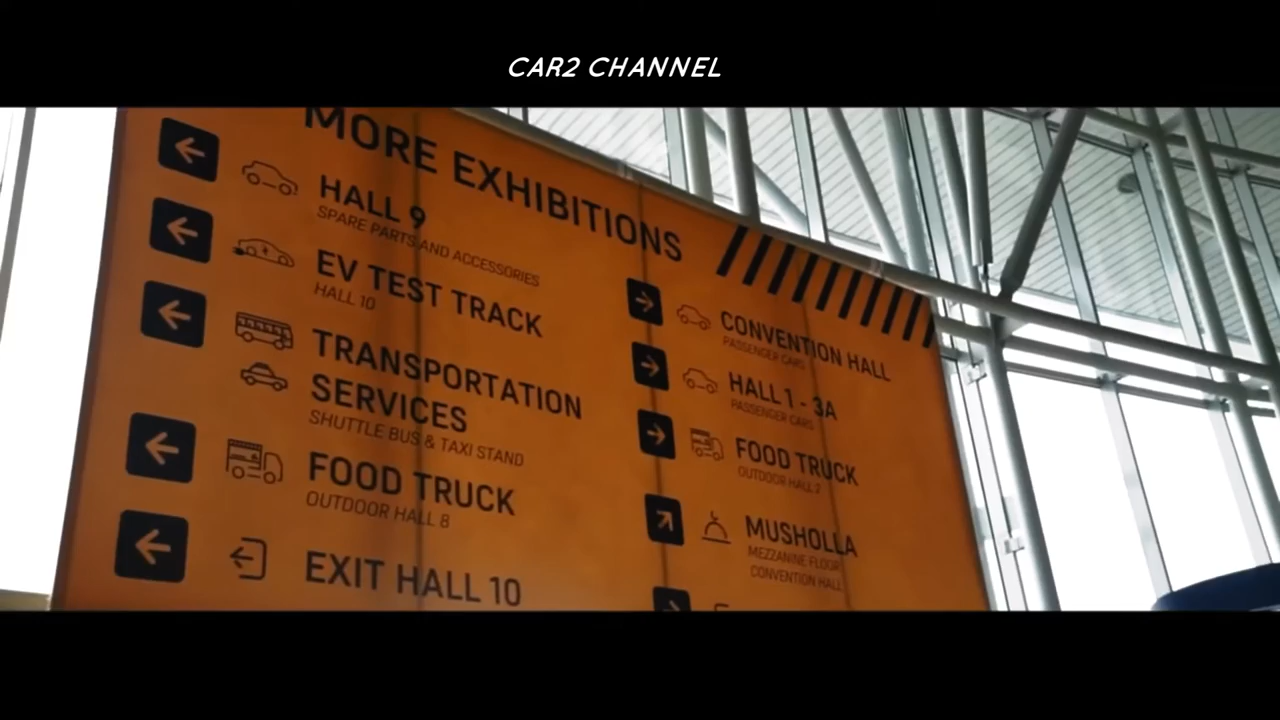 CAR2 CHANNEL
MORE EXHIBITIONS
HALL 9
SPARE PARTS AND ACCESSORIES
EV TEST TRACK
HALL 10
TRANSPORTATION
SERVICES
SHUTTLE BUS & TAXI STAND
FOOD TRUCK
OUTDOOR HALL 8
EXIT HALL 10
CONVENTION HALL
PASSENGER CARS
HALL 1 - 3A
PASSENGER CARS
FOOD TRUCK
OUTDOOR HALL 7
MUSHOLLA
MEZZANINE FLOOR
CONVENTION HALL